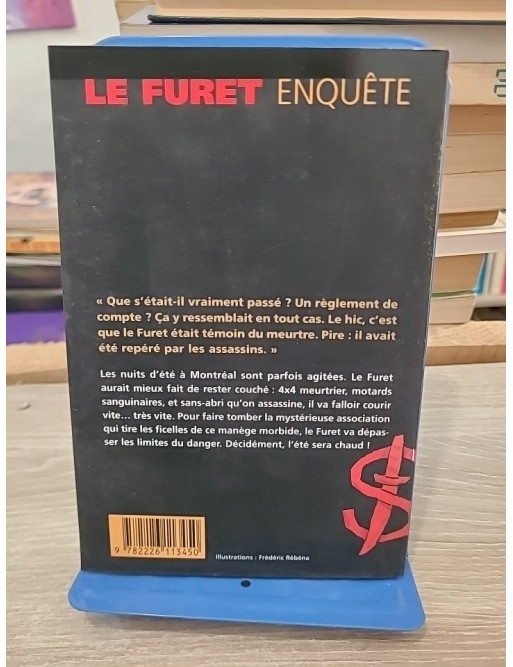 LE FURET ENQUÊTE
« Que s'était-il vraiment passé ? Un règlement de
compte ? Ça y ressemblait en tout cas. Le hic, c'est
que le Furet était témoin du meurtre. Pire : il avait
été repéré par les assassins. »
Les nuits d'été à Montréal sont parfois agitées. Le Furet
aurait mieux fait de rester couché : 4x4 meurtrier, motards
sanguinaires, et sans-abri qu'on assassine, il va falloir courir
vite... très vite. Pour faire tomber la mystérieuse association
qui tire les ficelles de ce manège morbide, le Furet va dépas-
ser les limites du danger. Décidément, l'été sera chaud !
9 782226 113450
Illustrations : Frédéric Rébéna